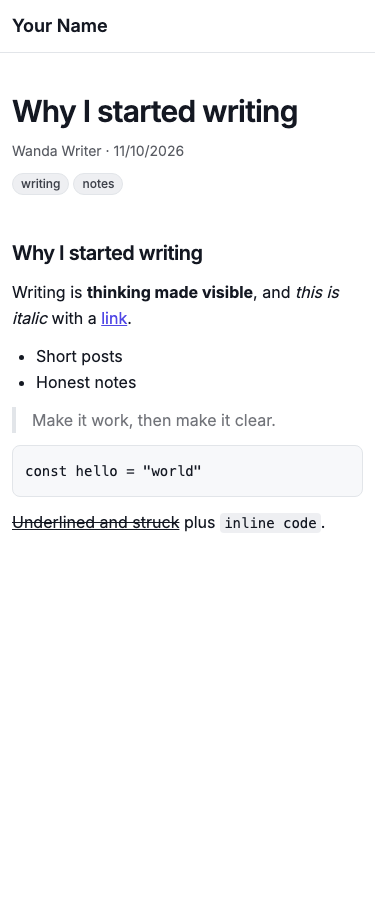 Your Name
Why I started writing
Wanda Writer · 11/10/2026
writing notes
Why I started writing
Writing is thinking made visible, and this is
italic with a link.
• Short posts
• Honest notes
Make it work, then make it clear.
const hello = "world"
Underlined and struck plus inline code.